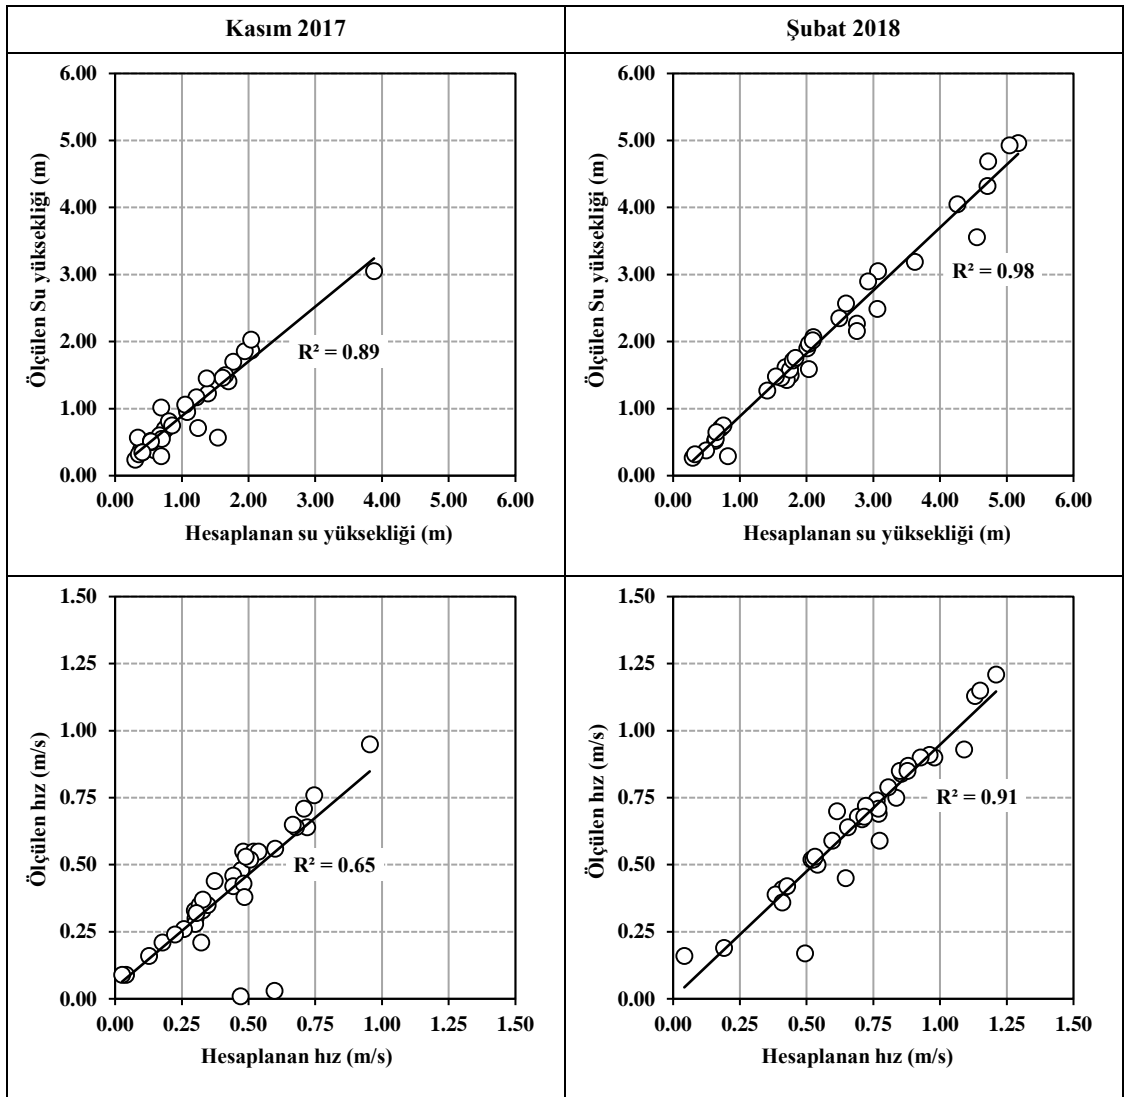 Kasım 2017
Şubat 2018
6.00
5.00
4.00
3.00
2.00
1.00
0.00
Ölçülen Su yüksekliği (m)
R² = 0.89
0.00 1.00 2.00 3.00 4.00 5.00 6.00
Hesaplanan su yüksekliği (m)
6.00
5.00
4.00
3.00
2.00
1.00
0.00
Ölçülen Su yüksekliği (m)
R² = 0.98
0.00 1.00 2.00 3.00 4.00 5.00 6.00
Hesaplanan su yüksekliği (m)
1.50
1.25
1.00
0.75
0.50
0.25
0.00
Ölçülen hız (m/s)
R² = 0.65
0.00 0.25 0.50 0.75 1.00 1.25 1.50
Hesaplanan hız (m/s)
1.50
1.25
1.00
0.75
0.50
0.25
0.00
Ölçülen hız (m/s)
R² = 0.91
0.00 0.25 0.50 0.75 1.00 1.25 1.50
Hesaplanan hız (m/s)